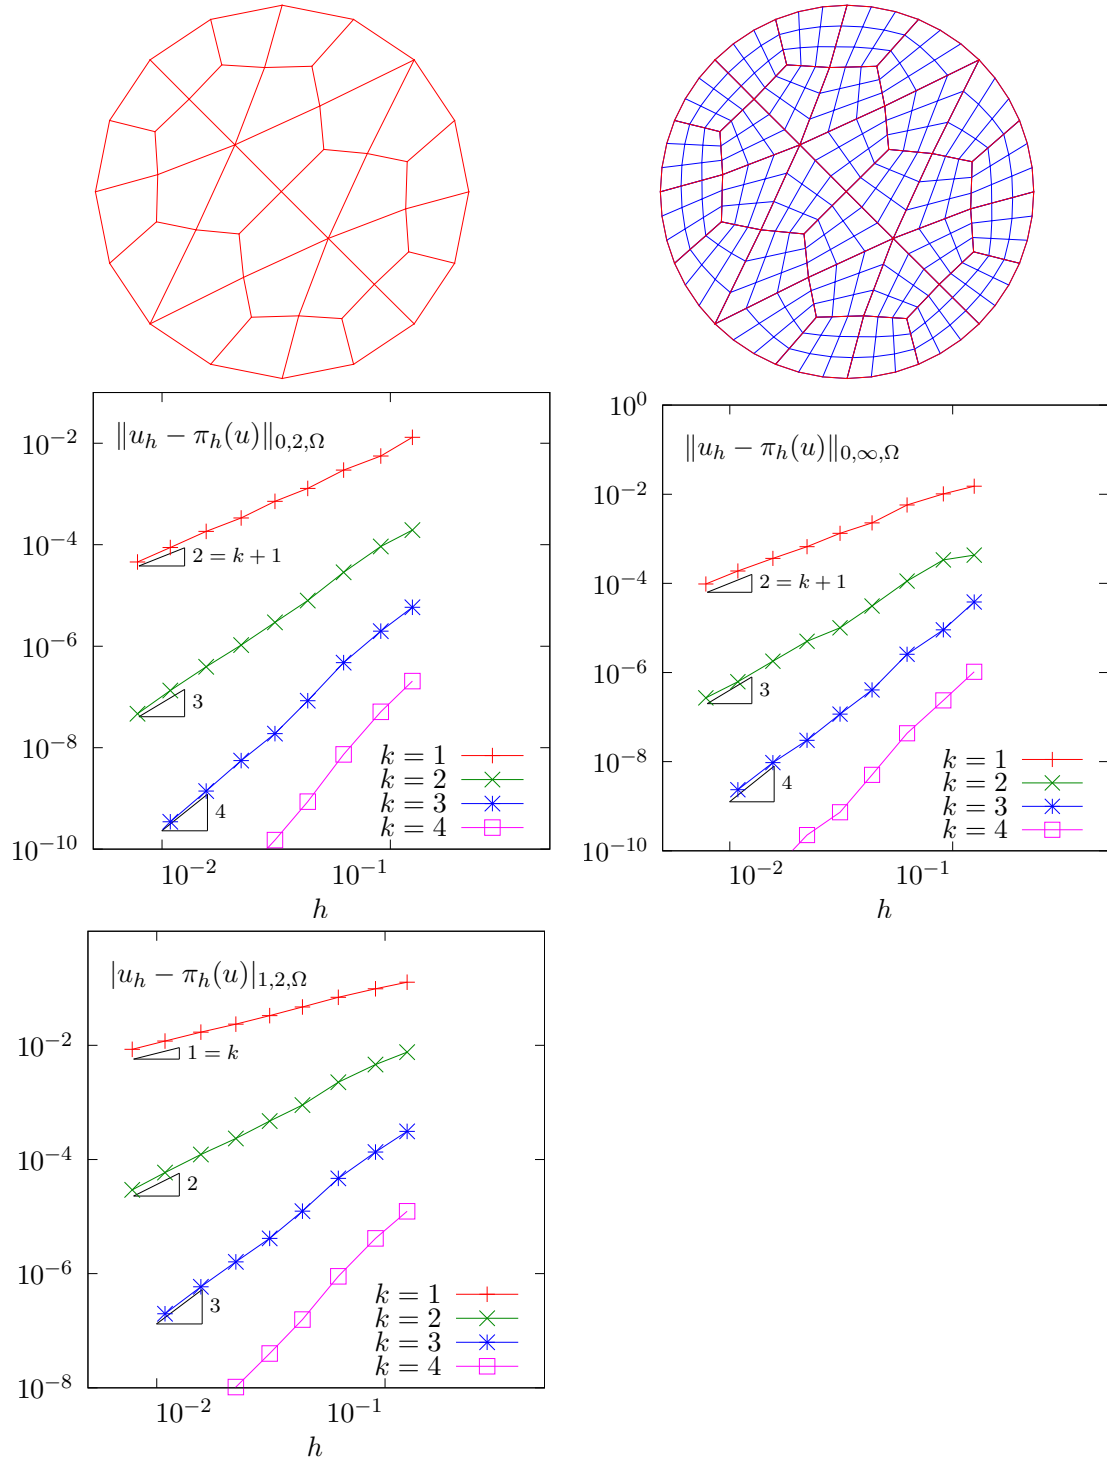 ‖u_h − π_h(u)‖_{0,2,Ω}
10^{-2}
10^{-4}
10^{-6}
10^{-8}
10^{-10}
2 = k + 1
3
4
k = 1
k = 2
k = 3
k = 4
10^{-2} 10^{-1}
h
‖u_h − π_h(u)‖_{0,∞,Ω}
10^{0}
10^{-2}
10^{-4}
10^{-6}
10^{-8}
10^{-10}
2 = k + 1
3
4
k = 1
k = 2
k = 3
k = 4
10^{-2} 10^{-1}
h
|u_h − π_h(u)|_{1,2,Ω}
10^{-2}
10^{-4}
10^{-6}
10^{-8}
1 = k
2
3
k = 1
k = 2
k = 3
k = 4
10^{-2} 10^{-1}
h